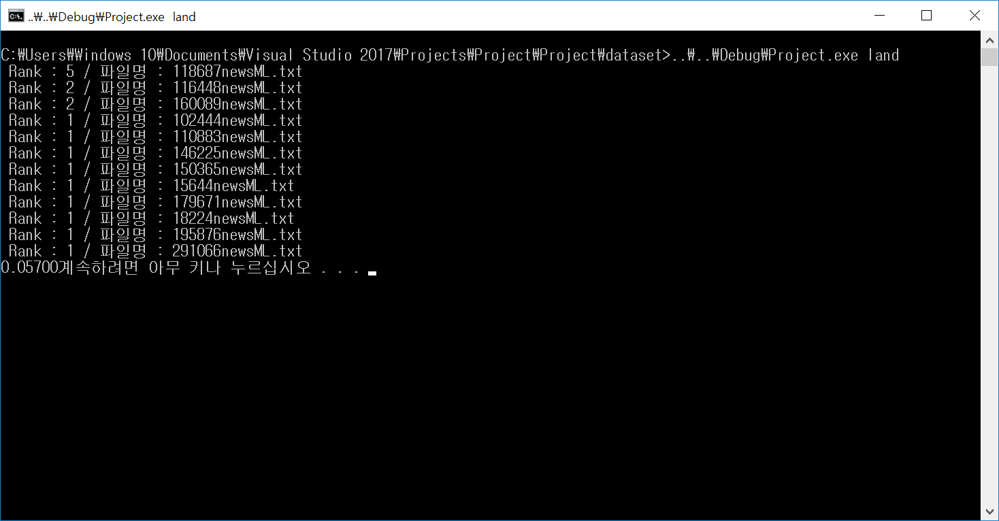 ..₩..₩Debug₩Project.exe land
C:₩Users₩Windows 10₩Documents₩Visual Studio 2017₩Projects₩Project₩Project₩dataset>..₩..₩Debug₩Project.exe land
Rank : 5 / 파일명 : 118687newsML.txt
Rank : 2 / 파일명 : 116448newsML.txt
Rank : 2 / 파일명 : 160089newsML.txt
Rank : 1 / 파일명 : 102444newsML.txt
Rank : 1 / 파일명 : 110883newsML.txt
Rank : 1 / 파일명 : 146225newsML.txt
Rank : 1 / 파일명 : 150365newsML.txt
Rank : 1 / 파일명 : 15644newsML.txt
Rank : 1 / 파일명 : 179671newsML.txt
Rank : 1 / 파일명 : 18224newsML.txt
Rank : 1 / 파일명 : 195876newsML.txt
Rank : 1 / 파일명 : 291066newsML.txt
0.05700계속하려면 아무 키나 누르십시오 . . .